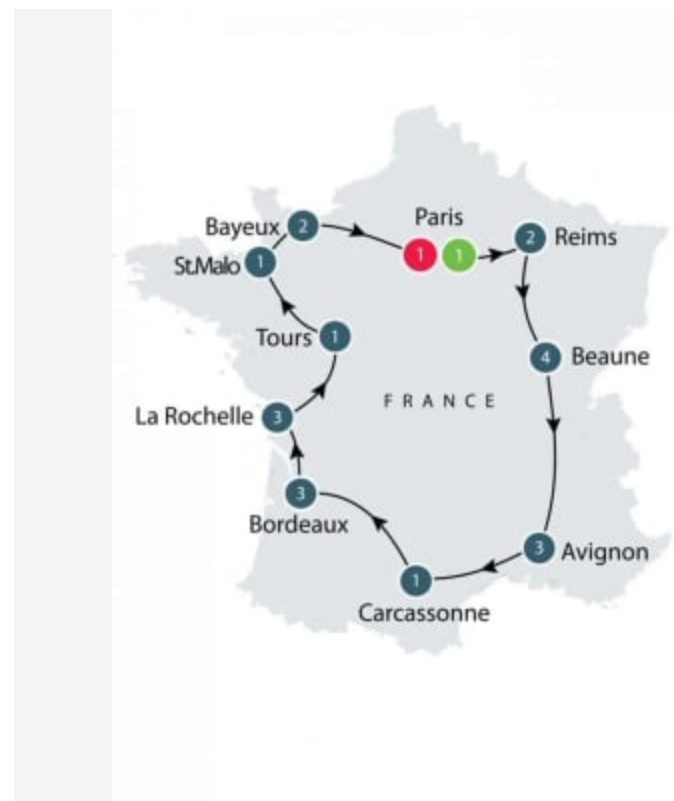 Paris
Bayeux 2
1 1
2 Reims
St.Malo 1
Tours 1
4 Beaune
FRANCE
La Rochelle 3
3
Bordeaux
3 Avignon
1
Carcassonne